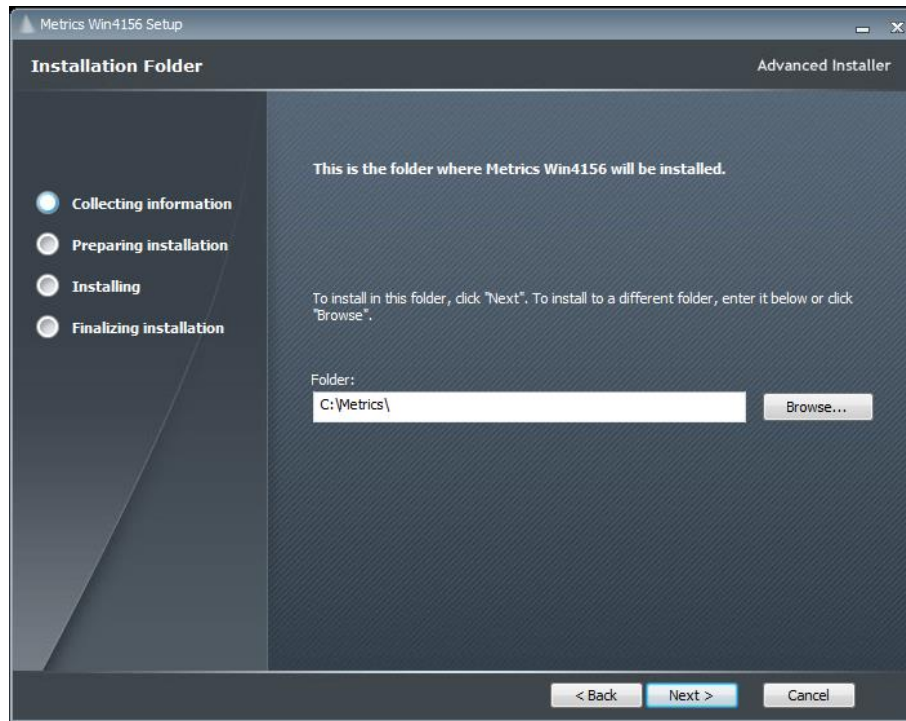 Metrics Win4156 Setup
Installation Folder
Advanced Installer
This is the folder where Metrics Win4156 will be installed.
Collecting information
Preparing installation
Installing
Finalizing installation
To install in this folder, click "Next". To install to a different folder, enter it below or click
"Browse".
Folder:
C:\Metrics\
Browse...
< Back
Next >
Cancel